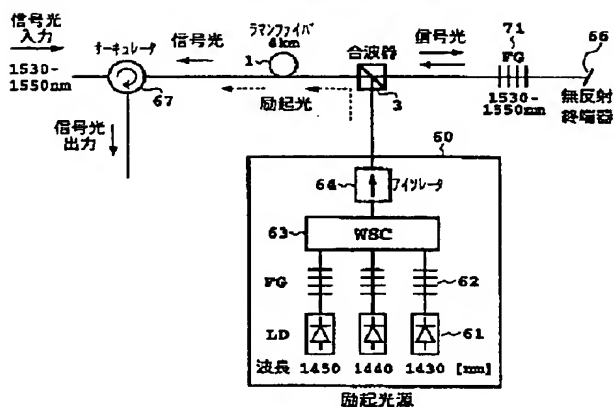 信号光
入力
1530-
1550nm
サーキュレータ
67
信号光
出力
信号光
ラマンファイバ
4km
1
励起光
合波器
3
信号光
71
FG
1530-
1550nm
66
無反射
終端器
60
64
アイソレータ
63
WSC
FG
62
LD
61
波長 1450 1440 1430 [nm]
励起光源